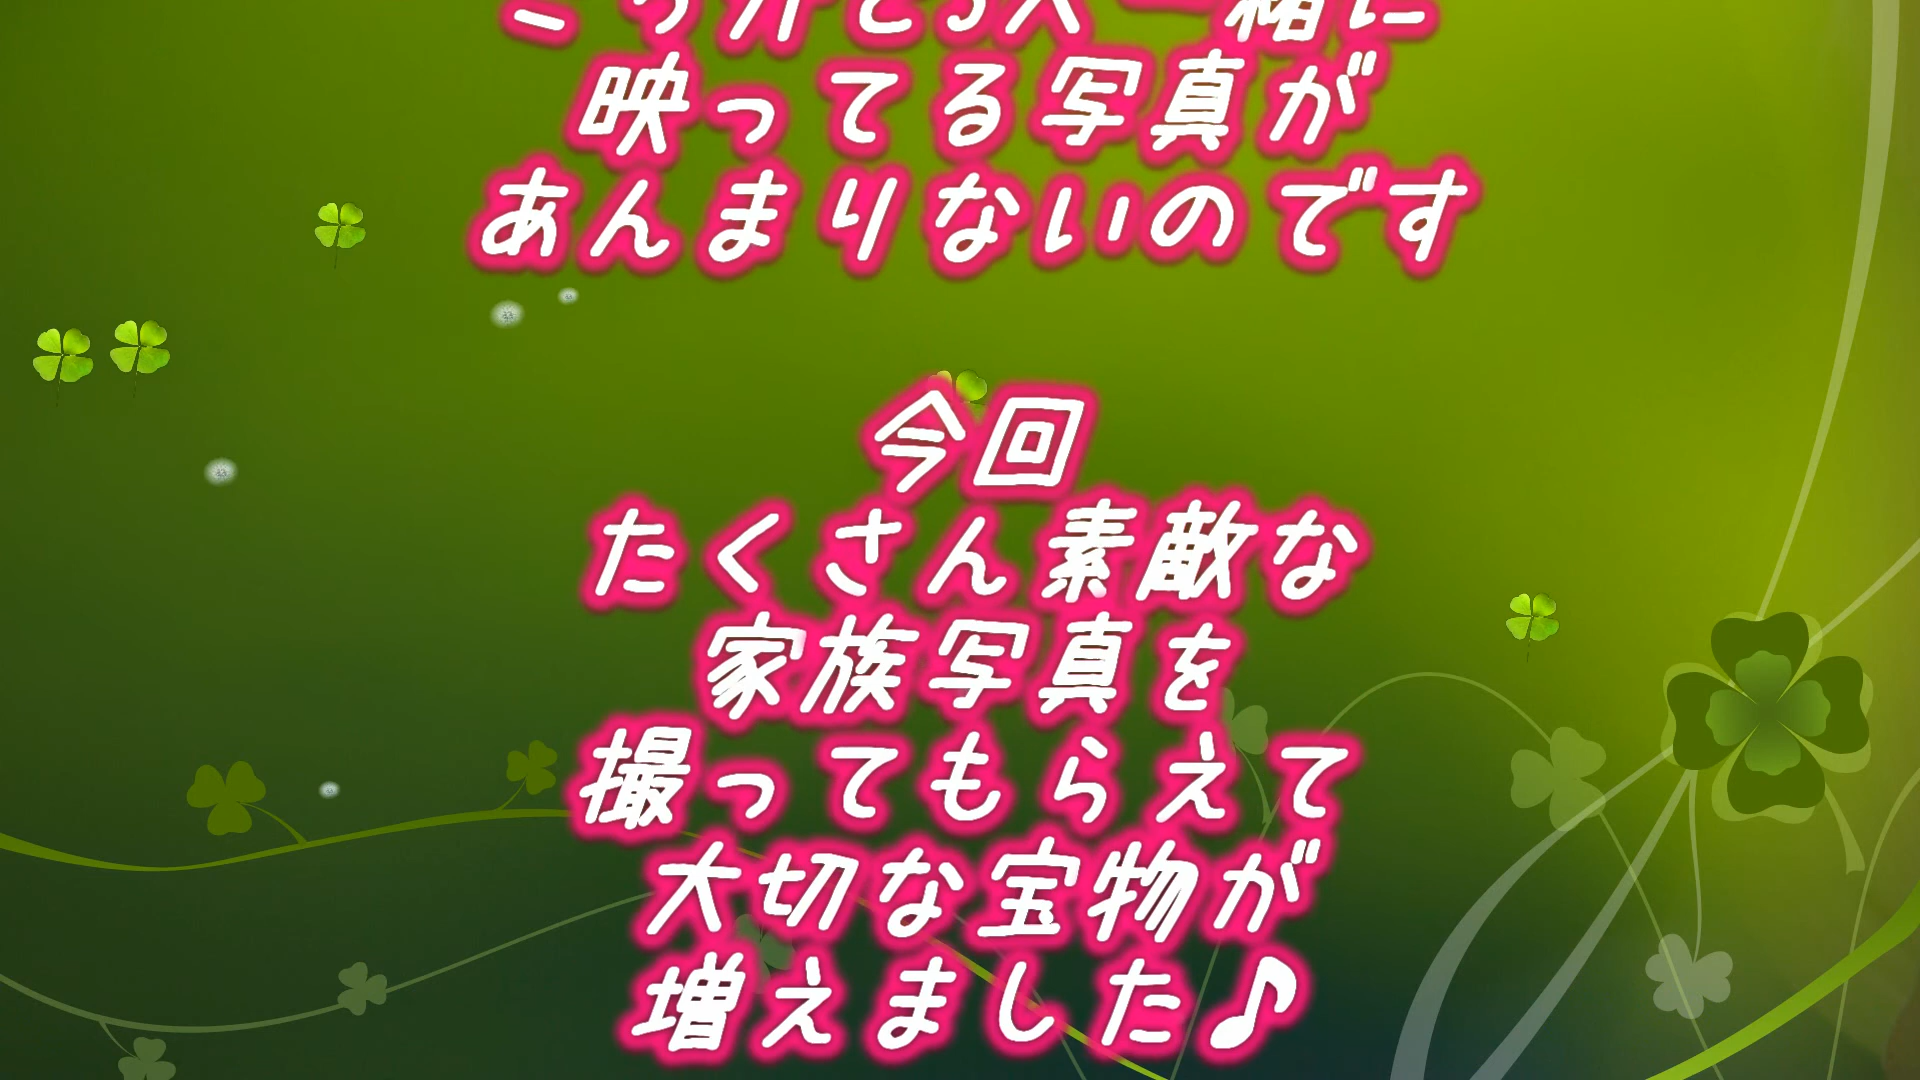 映ってる写真が
あんまりないのです
今回
たくさん素敵な
家族写真を
撮ってもらえて
大切な宝物が
増えました♪